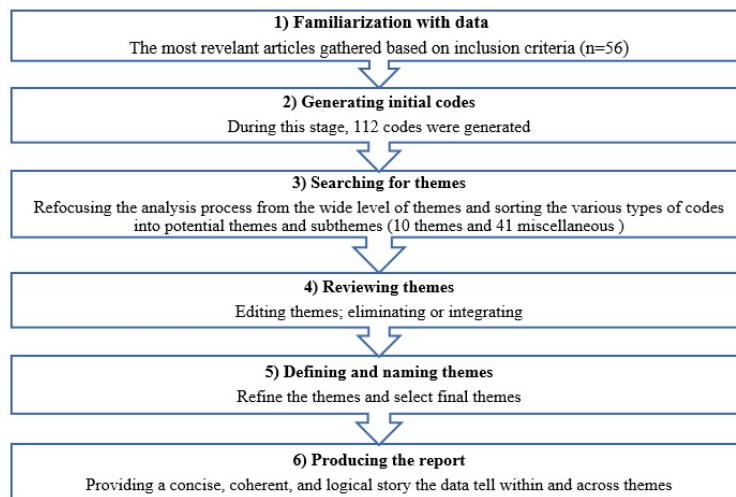 1) Familiarization with data
The most revelant articles gathered based on inclusion criteria (n=56)
2) Generating initial codes
During this stage, 112 codes were generated
3) Searching for themes
Refocusing the analysis process from the wide level of themes and sorting the various types of codes
into potential themes and subthemes (10 themes and 41 miscellaneous )
4) Reviewing themes
Editing themes; eliminating or integrating
5) Defining and naming themes
Refine the themes and select final themes
6) Producing the report
Providing a concise, coherent, and logical story the data tell within and across themes